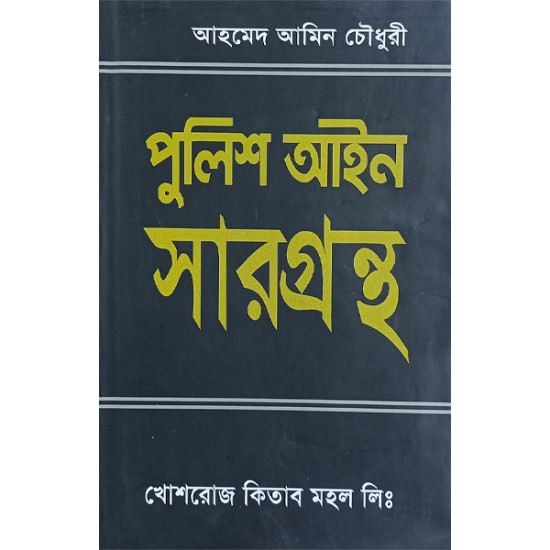 আহমেদ আমিন চৌধুরী
পুলিশ আইন
সারগ্রন্থ
খোশরোজ কিতাব মহল লিঃ